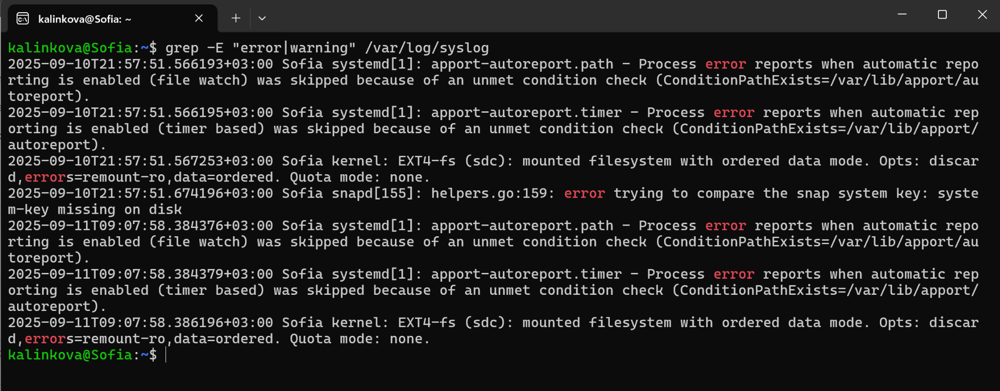 kalinkova@Sofia: ~
kalinkova@Sofia:~$ grep -E "error|warning" /var/log/syslog
2025-09-10T21:57:51.566193+03:00 Sofia systemd[1]: apport-autoreport.path - Process error reports when automatic repo
rting is enabled (file watch) was skipped because of an unmet condition check (ConditionPathExists=/var/lib/apport/au
toreport).
2025-09-10T21:57:51.566195+03:00 Sofia systemd[1]: apport-autoreport.timer - Process error reports when automatic rep
orting is enabled (timer based) was skipped because of an unmet condition check (ConditionPathExists=/var/lib/apport/
autoreport).
2025-09-10T21:57:51.567253+03:00 Sofia kernel: EXT4-fs (sdc): mounted filesystem with ordered data mode. Opts: discar
d,errors=remount-ro,data=ordered. Quota mode: none.
2025-09-10T21:57:51.674196+03:00 Sofia snapd[155]: helpers.go:159: error trying to compare the snap system key: syste
m-key missing on disk
2025-09-11T09:07:58.384376+03:00 Sofia systemd[1]: apport-autoreport.path - Process error reports when automatic repo
rting is enabled (file watch) was skipped because of an unmet condition check (ConditionPathExists=/var/lib/apport/au
toreport).
2025-09-11T09:07:58.384379+03:00 Sofia systemd[1]: apport-autoreport.timer - Process error reports when automatic rep
orting is enabled (timer based) was skipped because of an unmet condition check (ConditionPathExists=/var/lib/apport/
autoreport).
2025-09-11T09:07:58.386196+03:00 Sofia kernel: EXT4-fs (sdc): mounted filesystem with ordered data mode. Opts: discar
d,errors=remount-ro,data=ordered. Quota mode: none.
kalinkova@Sofia:~$